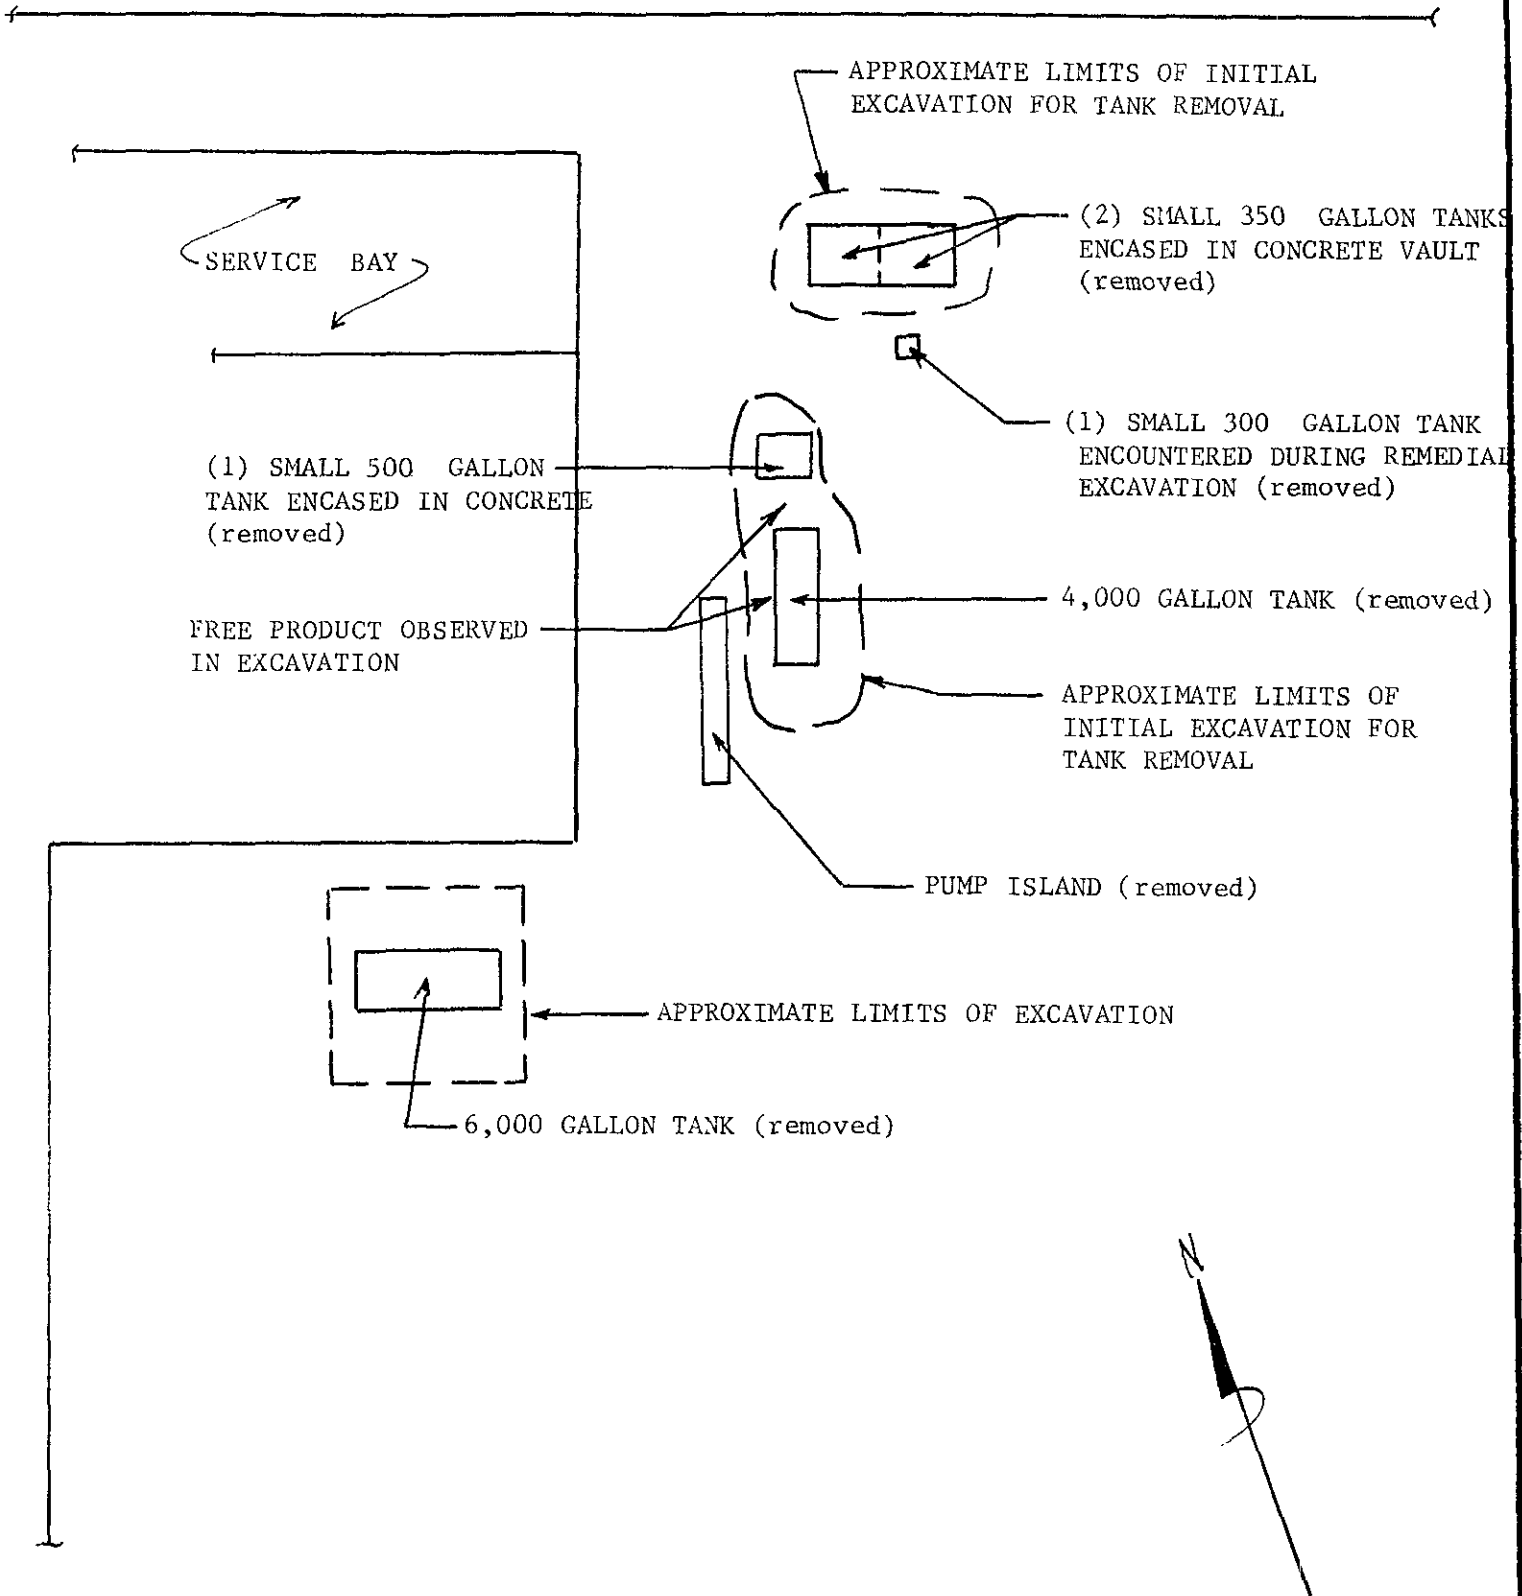 APPROXIMATE LIMITS OF INITIAL
EXCAVATION FOR TANK REMOVAL
(2) SMALL 350 GALLON TANKS
ENCASED IN CONCRETE VAULT
(removed)
SERVICE BAY
(1) SMALL 300 GALLON TANK
ENCOUNTERED DURING REMEDIAL
EXCAVATION (removed)
(1) SMALL 500 GALLON
TANK ENCASED IN CONCRETE
(removed)
4,000 GALLON TANK (removed)
FREE PRODUCT OBSERVED
IN EXCAVATION
APPROXIMATE LIMITS OF
INITIAL EXCAVATION FOR
TANK REMOVAL
PUMP ISLAND (removed)
APPROXIMATE LIMITS OF EXCAVATION
6,000 GALLON TANK (removed)
N